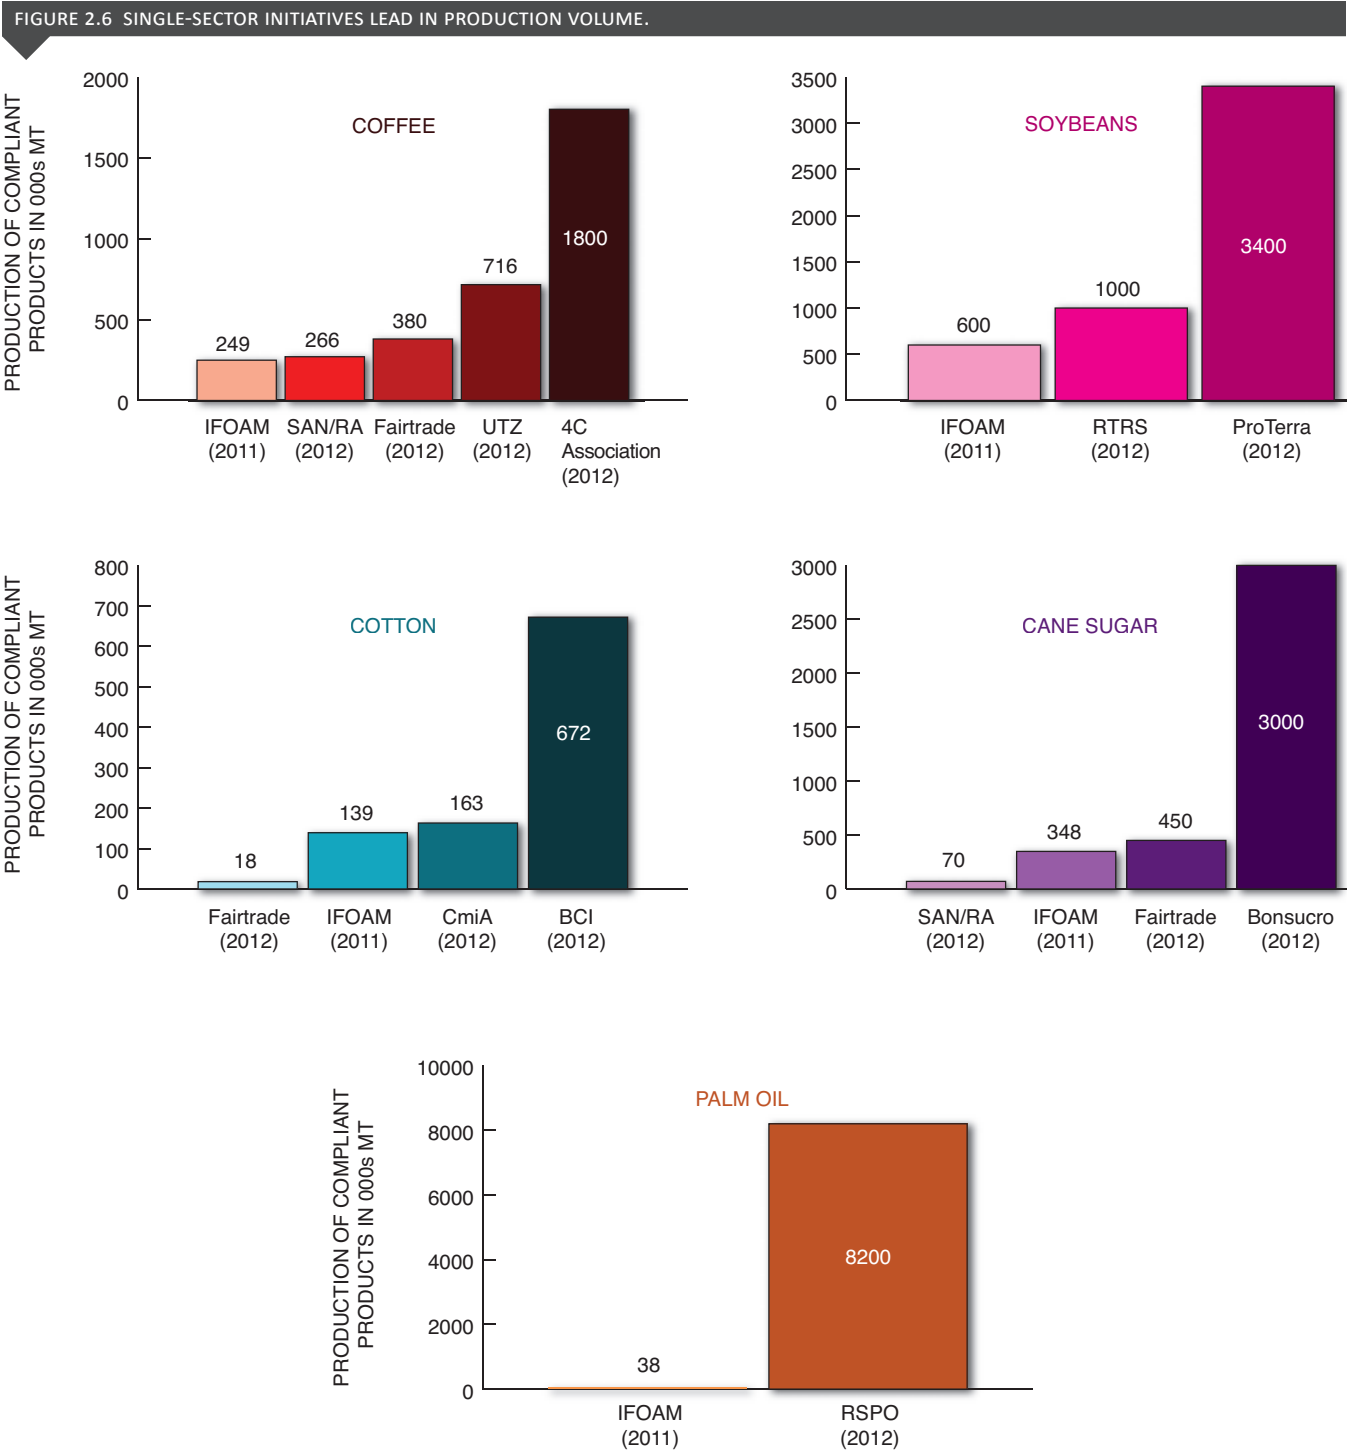 FIGURE 2.6 SINGLE-SECTOR INITIATIVES LEAD IN PRODUCTION VOLUME.
PRODUCTION OF COMPLIANT
PRODUCTS IN 000s MT
2000
1500
1000
500
0
COFFEE
249
266
380
716
1800
IFOAM
(2011)
SAN/RA
(2012)
Fairtrade
(2012)
UTZ
(2012)
4C
Association
(2012)
3500
3000
2500
2000
1500
1000
500
0
SOYBEANS
600
1000
3400
IFOAM
(2011)
RTRS
(2012)
ProTerra
(2012)
PRODUCTION OF COMPLIANT
PRODUCTS IN 000s MT
800
700
600
500
400
300
200
100
0
COTTON
18
139
163
672
Fairtrade
(2012)
IFOAM
(2011)
CmiA
(2012)
BCI
(2012)
3000
2500
2000
1500
1000
500
0
CANE SUGAR
70
348
450
3000
SAN/RA
(2012)
IFOAM
(2011)
Fairtrade
(2012)
Bonsucro
(2012)
PRODUCTION OF COMPLIANT
PRODUCTS IN 000s MT
10000
8000
6000
4000
2000
0
PALM OIL
38
8200
IFOAM
(2011)
RSPO
(2012)